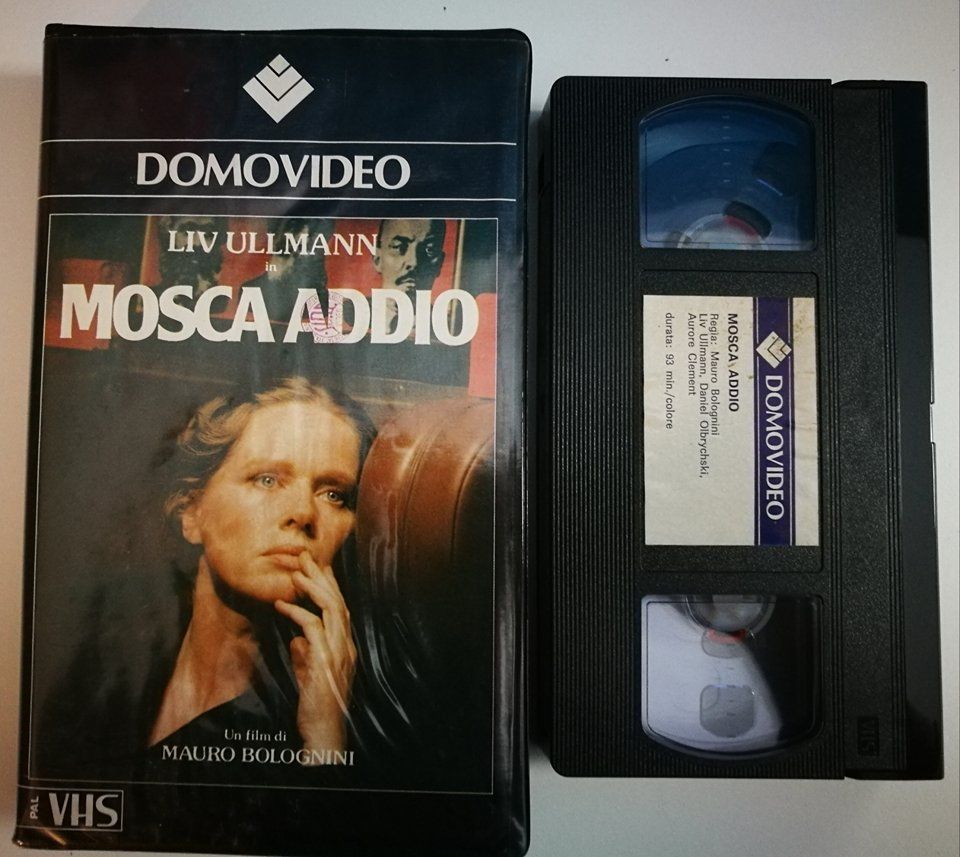 DOMOVIDEO
LIV ULLMANN
in
MOSCA ADDIO
Un film di
MAURO BOLOGNINI
PAL VHS
DOMOVIDEO
MOSCA ADDIO
Regia: Mauro Bolognini
Liv Ullmann, Daniel Olbrychski,
Aurore Clement
durata: 93 min./colore
VHS